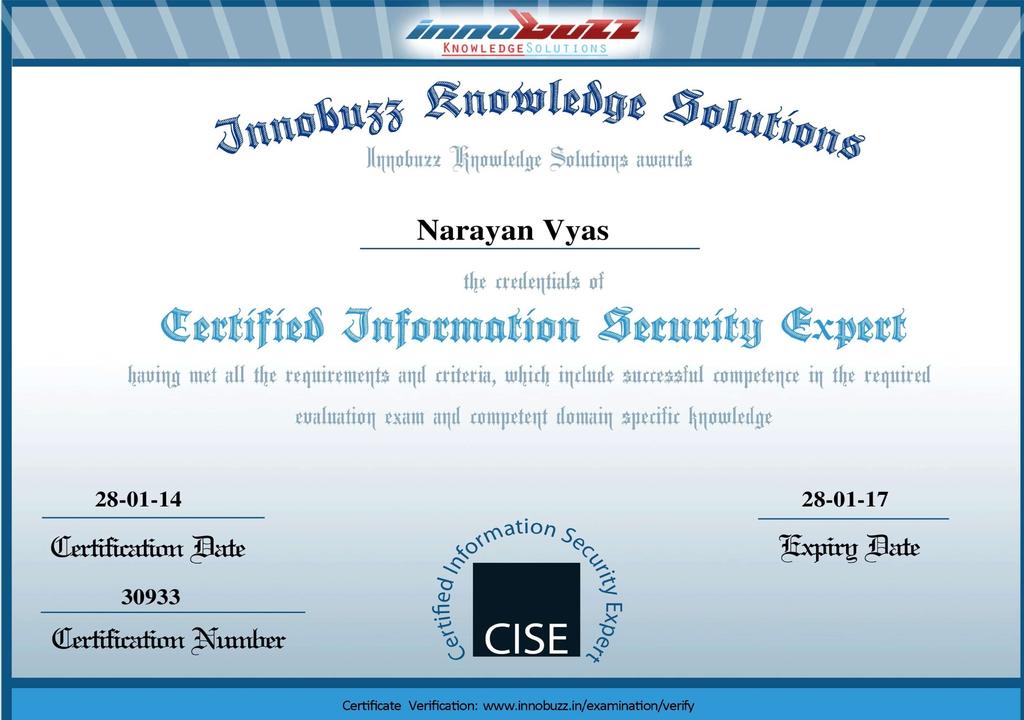 innobuzz
KNOWLEDGESOLUTIONS
Innobuzz Knowledge Solutions
Innobuzz Knowledge Solutions awards
Narayan Vyas
the credentials of
Certified Information Security Expert
having met all the requirements and criteria, which include successful competence in the required
evaluation exam and competent domain specific knowledge
28-01-14
Certification Date
28-01-17
Expiry Date
30933
Certification Number
Certified Information Security Expert
CISE
Certificate Verification: www.innobuzz.in/examination/verify